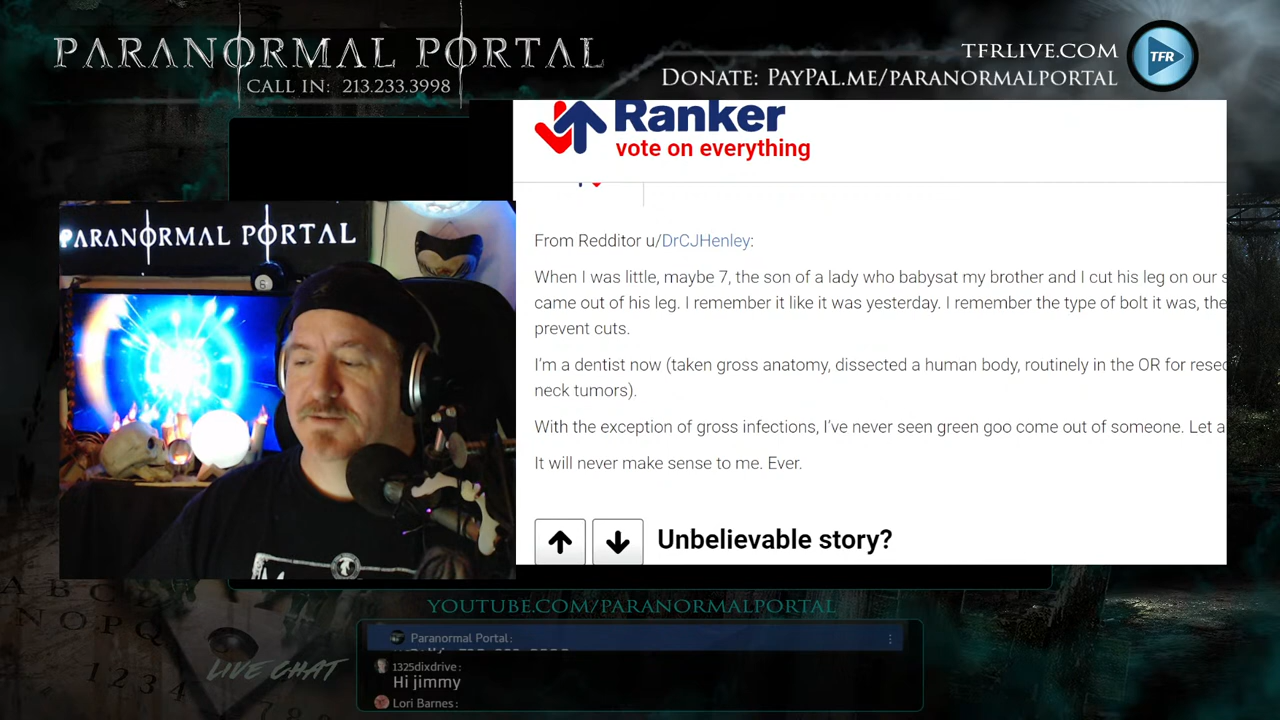 PARANORMAL PORTAL
CALL IN: 213.233.3998
TFRLIVE.COM
DONATE: PAYPAL.ME/PARANORMALPORTAL
TFR
Ranker
vote on everything
PARANORMAL PORTAL
6
From Redditor u/DrCJHenley:
When I was little, maybe 7, the son of a lady who babysat my brother and I cut his leg on our s
came out of his leg. I remember it like it was yesterday. I remember the type of bolt it was, the
prevent cuts.
I'm a dentist now (taken gross anatomy, dissected a human body, routinely in the OR for resec
neck tumors).
With the exception of gross infections, I've never seen green goo come out of someone. Let a
It will never make sense to me. Ever.
Unbelievable story?
YOUTUBE.COM/PARANORMALPORTAL
A B C
N O P Q
1 2 3 4
LIVE CHAT
Paranormal Portal:
1325dixdrive:
Hi jimmy
Lori Barnes: